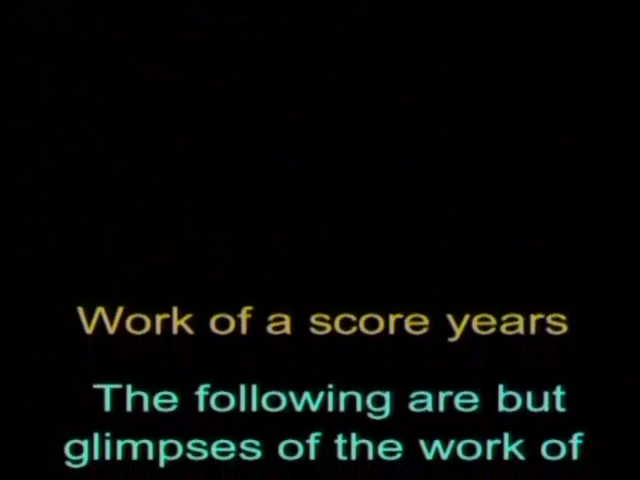 Work of a score years
The following are but
glimpses of the work of